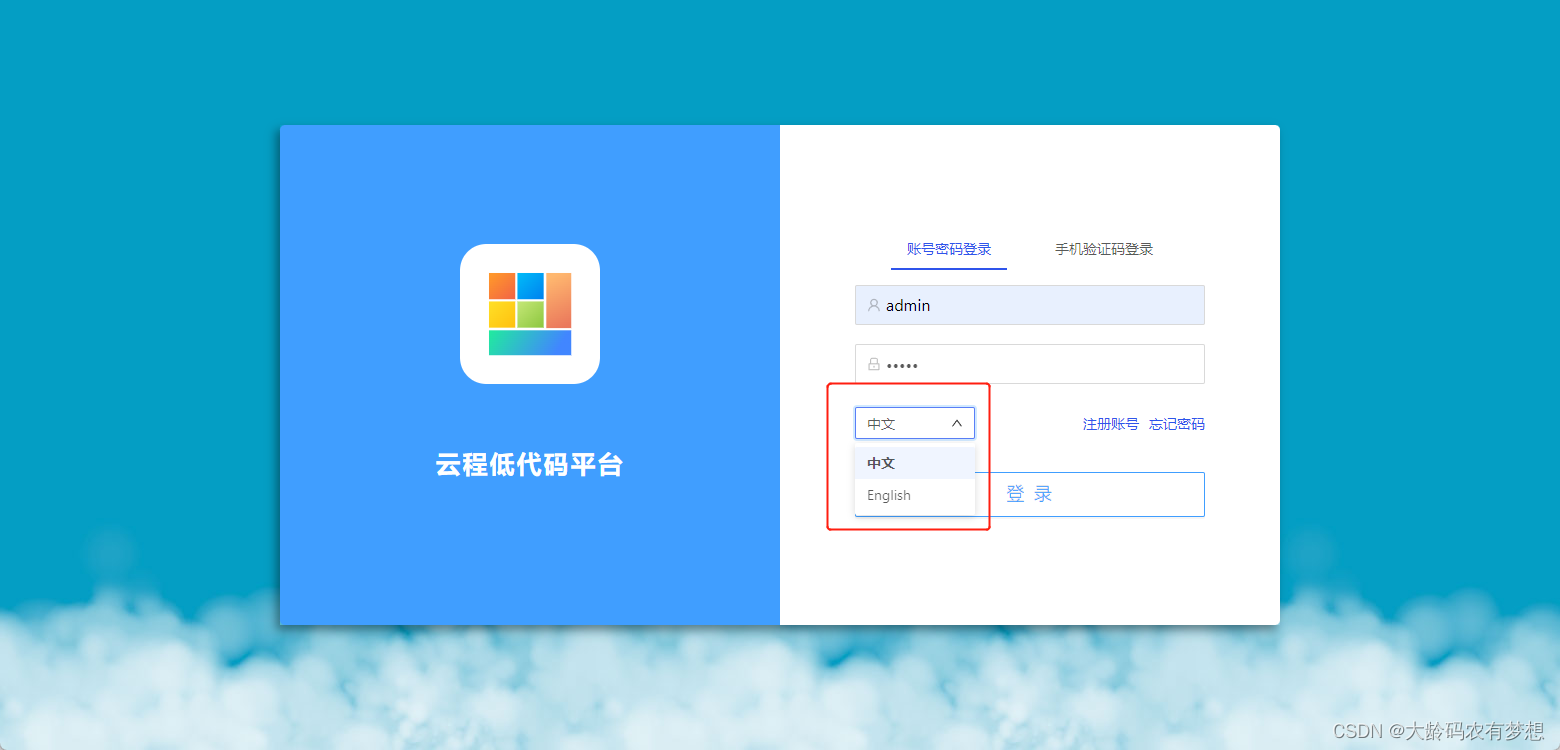 账号密码登录 手机验证码登录
admin
•••••
中文
注册账号 忘记密码
云程低代码平台
中文
English
登 录
CSDN @大龄码农有梦想